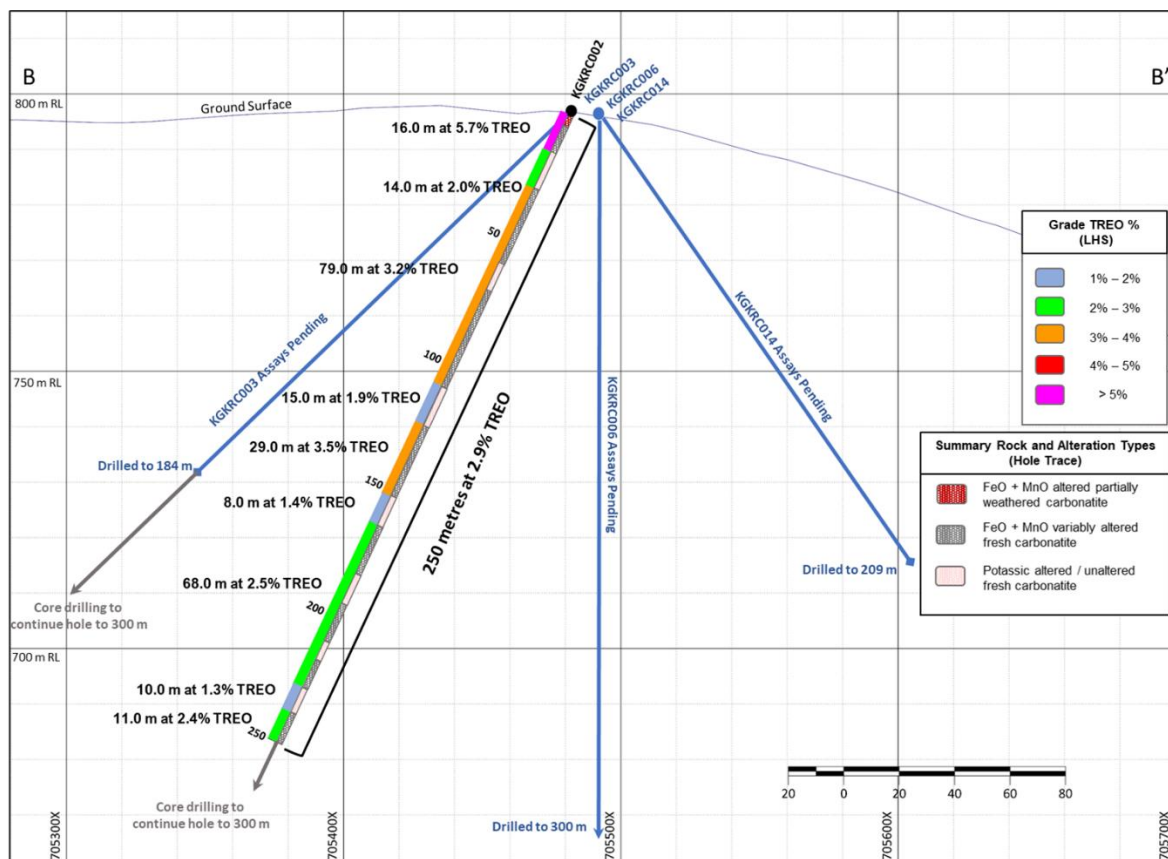 B
B'
KGKRC002
KGKRC003
KGKRC006
KGKRC014
800 m RL
Ground Surface
16.0 m at 5.7% TREO
14.0 m at 2.0% TREO
50
79.0 m at 3.2% TREO
KGKRC003 Assays Pending
100
750 m RL
15.0 m at 1.9% TREO
29.0 m at 3.5% TREO
Drilled to 184 m
150
8.0 m at 1.4% TREO
250 metres at 2.9% TREO
KGKRC006 Assays Pending
KGKRC014 Assays Pending
Drilled to 209 m
68.0 m at 2.5% TREO
200
Core drilling to
continue hole to 300 m
700 m RL
10.0 m at 1.3% TREO
11.0 m at 2.4% TREO
250
Core drilling to
continue hole to 300 m
Drilled to 300 m
Grade TREO %
(LHS)
1% – 2%
2% – 3%
3% – 4%
4% – 5%
> 5%
Summary Rock and Alteration Types
(Hole Trace)
FeO + MnO altered partially
weathered carbonatite
FeO + MnO variably altered
fresh carbonatite
Potassic altered / unaltered
fresh carbonatite
20 0 20 40 60 80
705300X
705400X
705500X
705600X
705700X